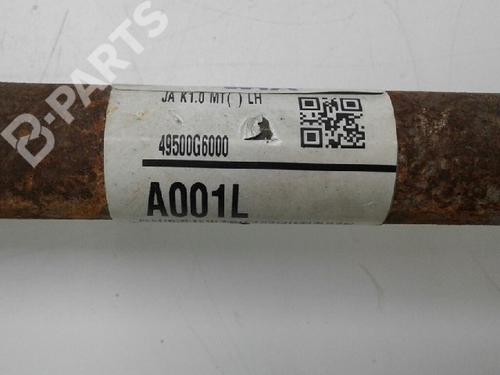 JA K1.0 MT( ) LH
49500G6000
A001L
B-PARTS